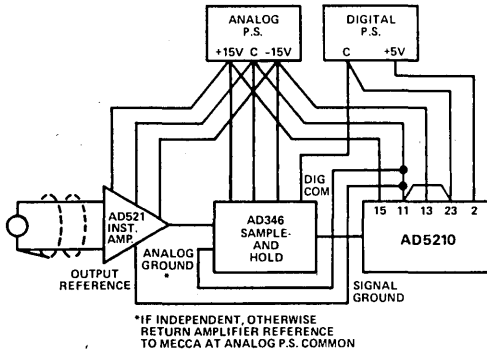 ANALOG
P.S.
+15V C -15V
DIGITAL
P.S.
C +5V
DIG
COM
15 11 13 23 2
AD5210
AD521
INST.
AMP.
AD346
SAMPLE-
AND
HOLD
OUTPUT
REFERENCE
ANALOG
GROUND
*
SIGNAL
GROUND
*IF INDEPENDENT, OTHERWISE
RETURN AMPLIFIER REFERENCE
TO MECCA AT ANALOG P.S. COMMON